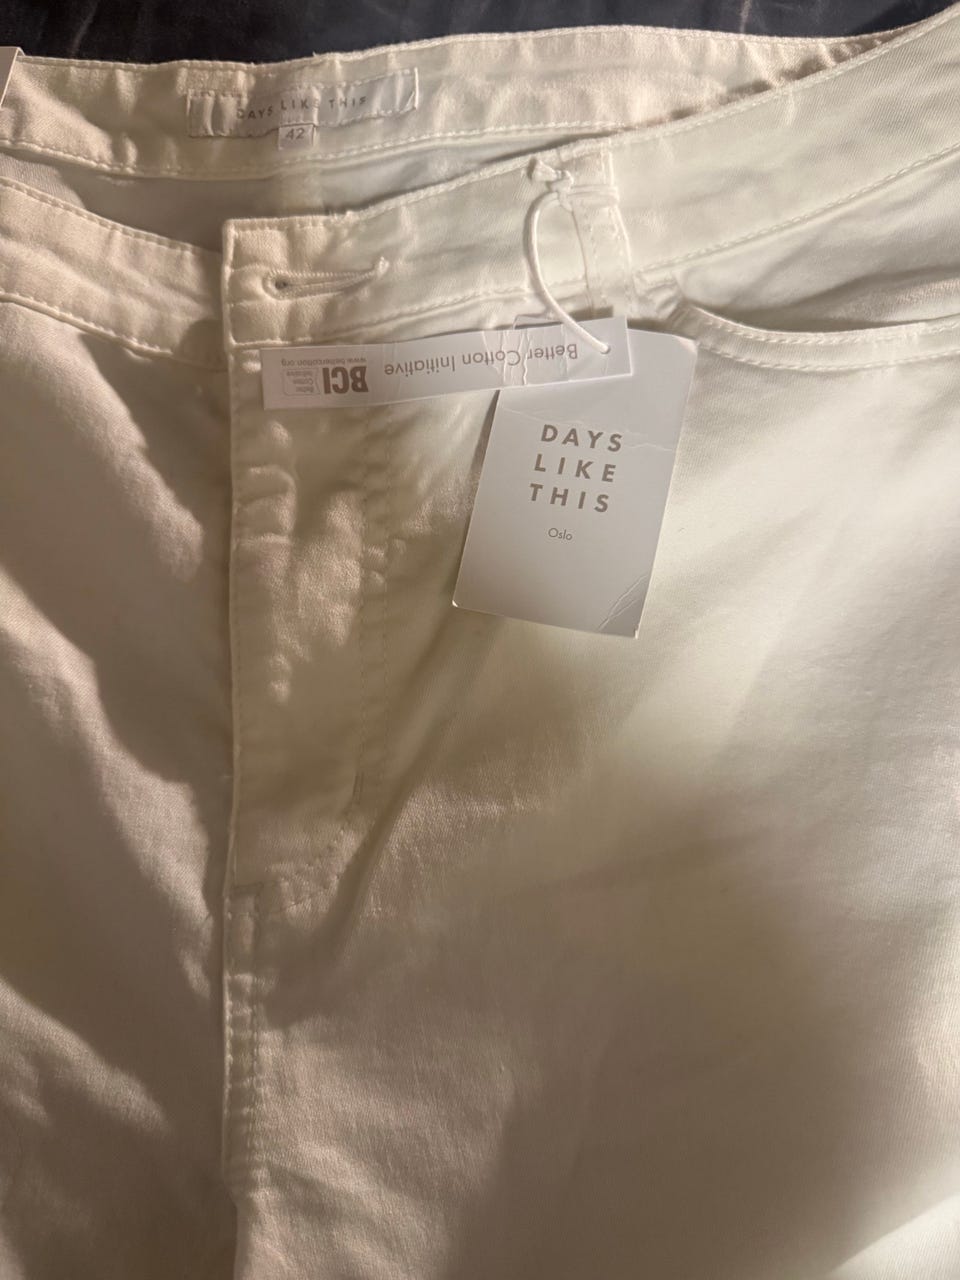 DAYS LIKE THIS
42
Better Cotton Initiative
BCI
Better
Cotton
Initiative
www.bettercotton.org
DAYS
LIKE
THIS
Oslo